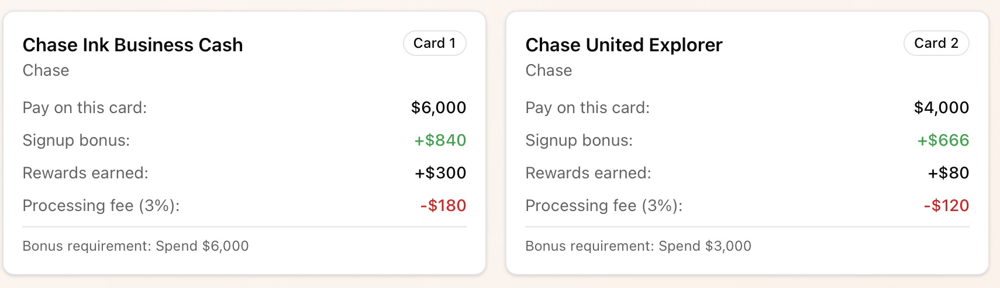 Chase Ink Business Cash
Card 1
Chase
Pay on this card: $6,000
Signup bonus: +$840
Rewards earned: +$300
Processing fee (3%): -$180
Bonus requirement: Spend $6,000
Chase United Explorer
Card 2
Chase
Pay on this card: $4,000
Signup bonus: +$666
Rewards earned: +$80
Processing fee (3%): -$120
Bonus requirement: Spend $3,000